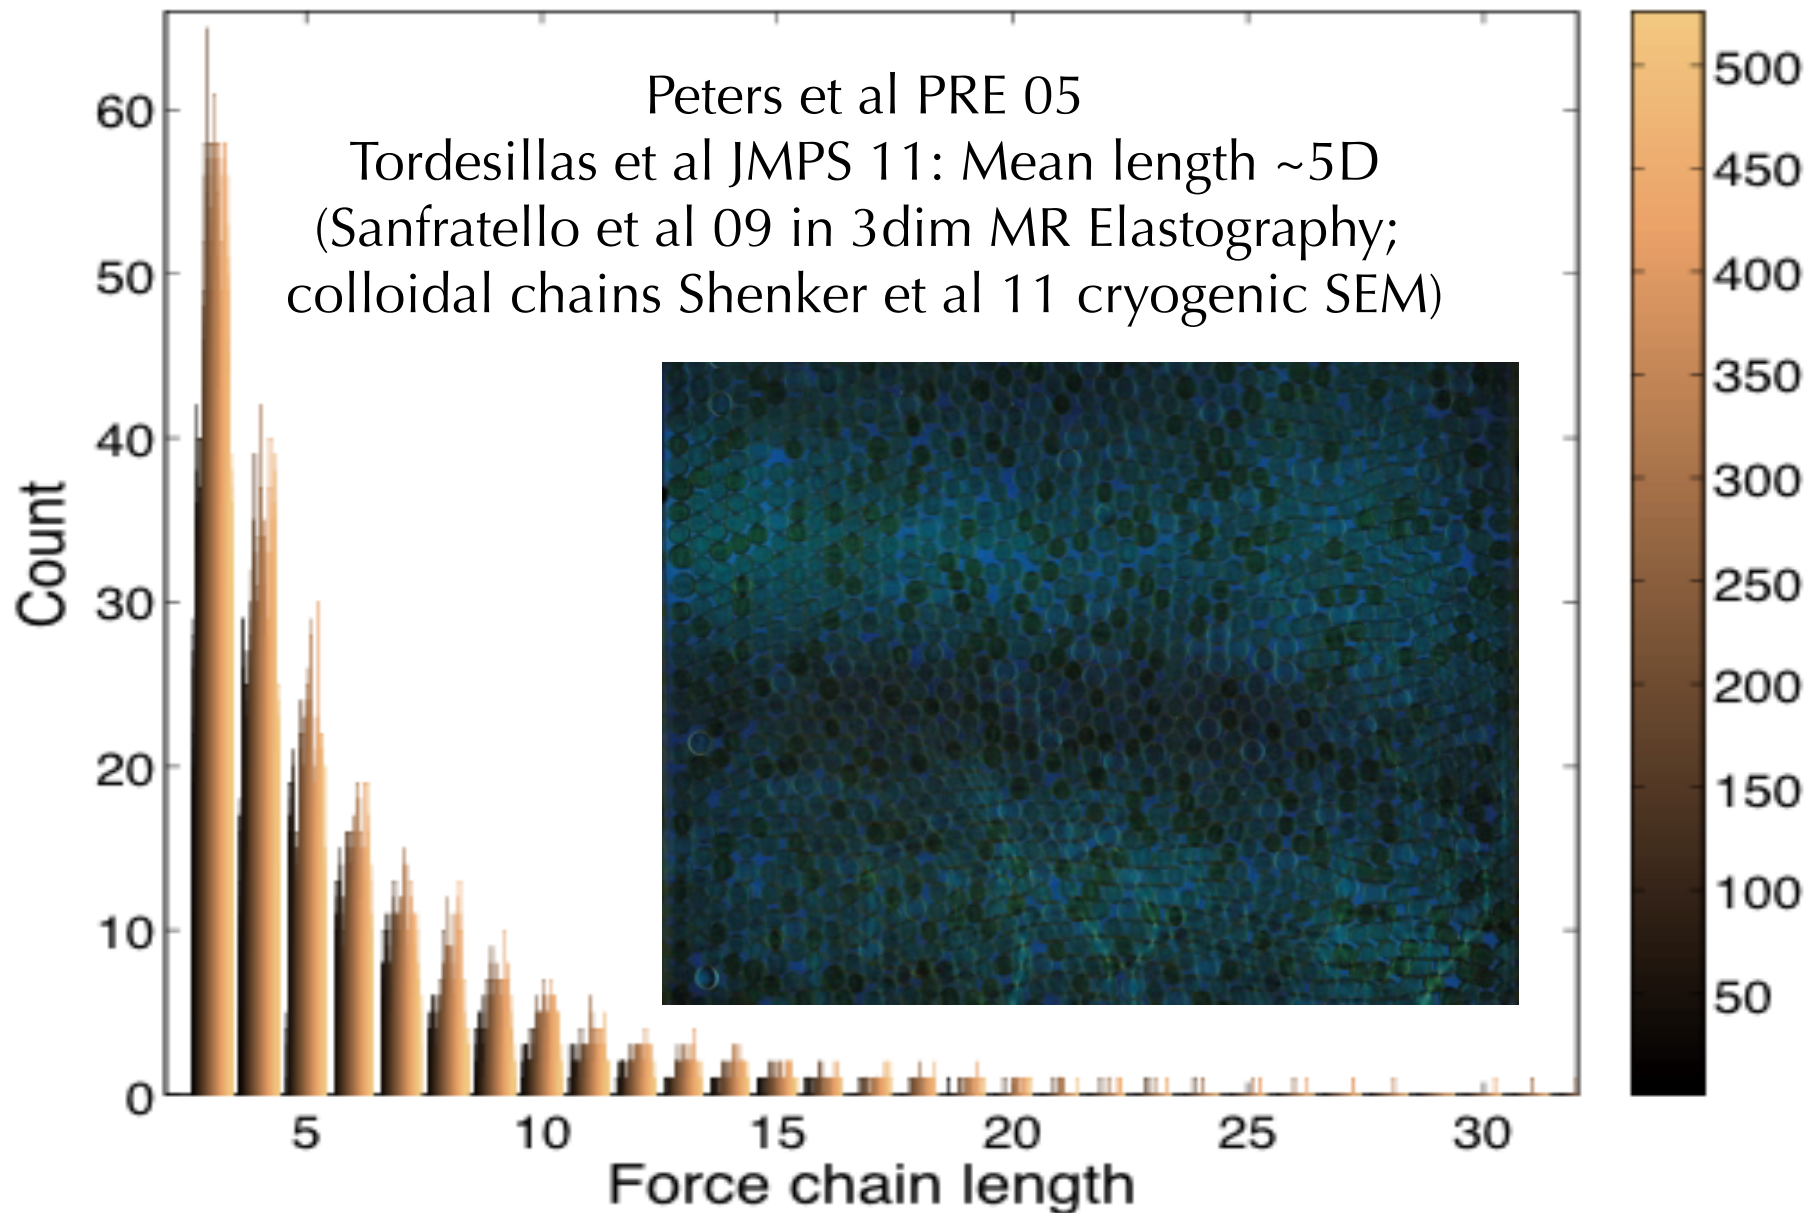 Peters et al PRE 05
Tordesillas et al JMPS 11: Mean length ~5D
(Sanfratello et al 09 in 3dim MR Elastography;
colloidal chains Shenker et al 11 cryogenic SEM)
60
50
40
30
20
10
0
Count
5 10 15 20 25 30
Force chain length
500
450
400
350
300
250
200
150
100
50